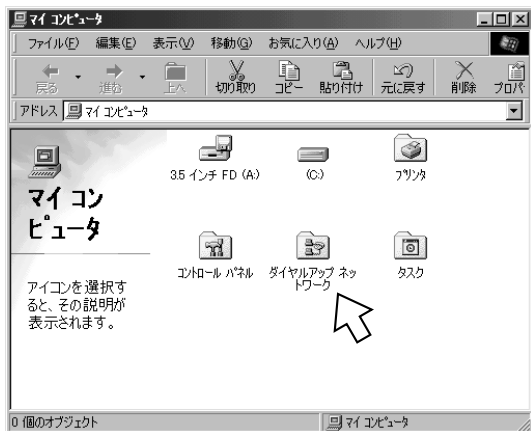 ﾏｲ ｺﾝﾋﾟｭｰﾀ
ファイル(F) 編集(E) 表示(V) 移動(G) お気に入り(A) ヘルプ(H)
戻る 進む 上へ 切り取り コピー 貼り付け 元に戻す 削除 プロパ
アドレス ﾏｲ ｺﾝﾋﾟｭｰﾀ
3.5 インチ FD (A:) (C:) ﾌﾟﾘﾝﾀ
マイ コン
ピュータ
ｺﾝﾄﾛｰﾙ ﾊﾟﾈﾙ ダイヤルアップ ネッ
トワーク タスク
アイコンを選択す
ると、その説明が
表示されます。
0 個のオブジェクト ﾏｲ ｺﾝﾋﾟｭｰﾀ